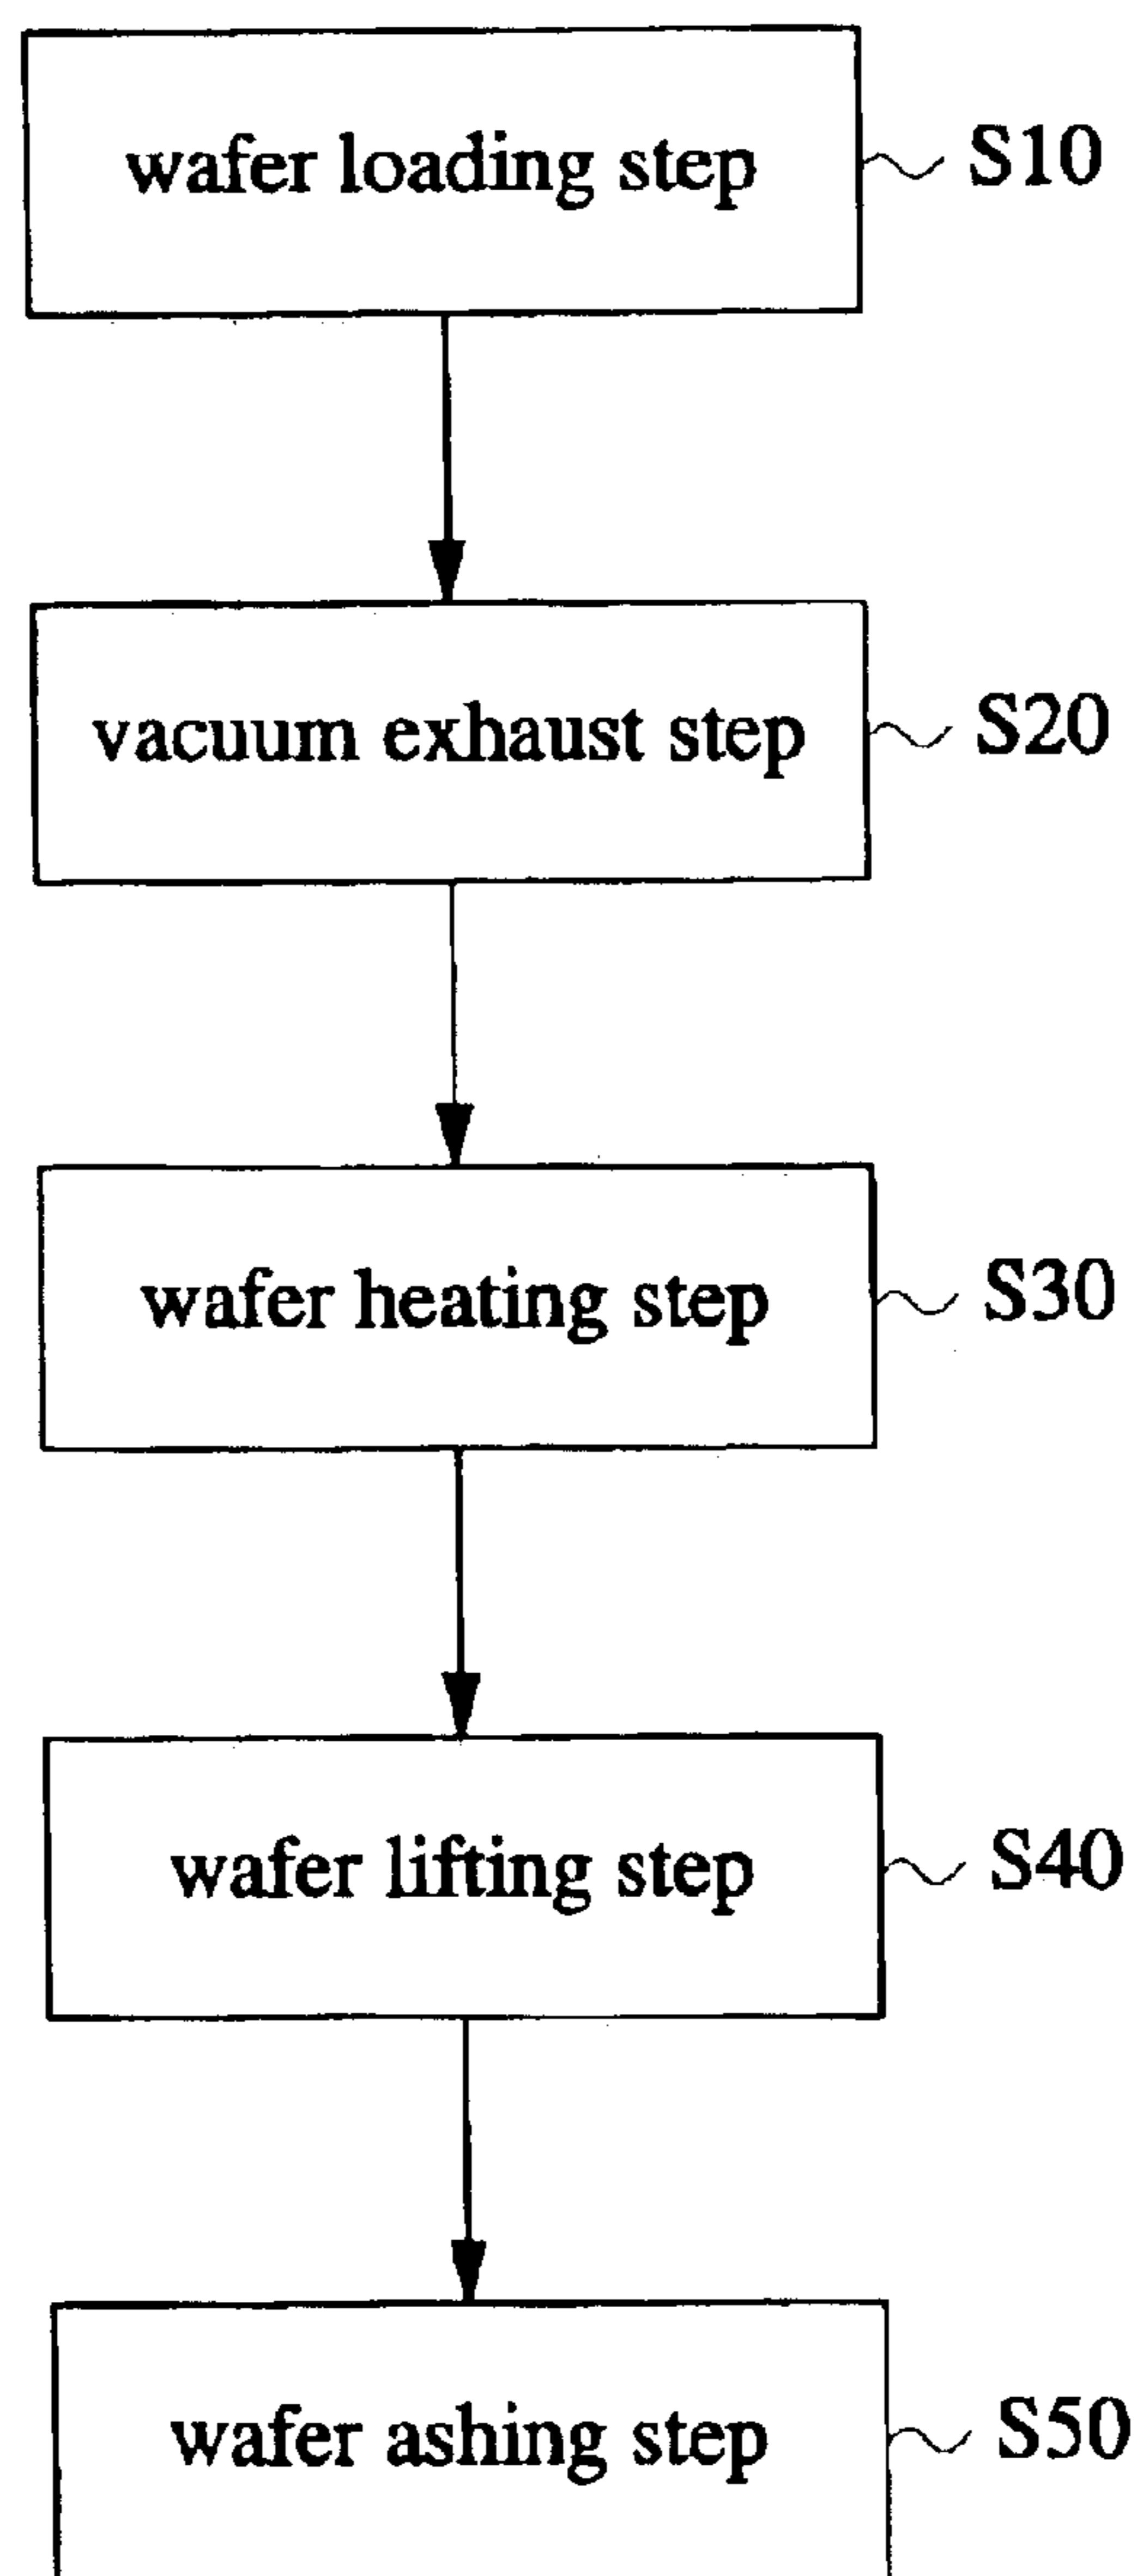 wafer loading step S10
vacuum exhaust step S20
wafer heating step S30
wafer lifting step S40
wafer ashing step S50